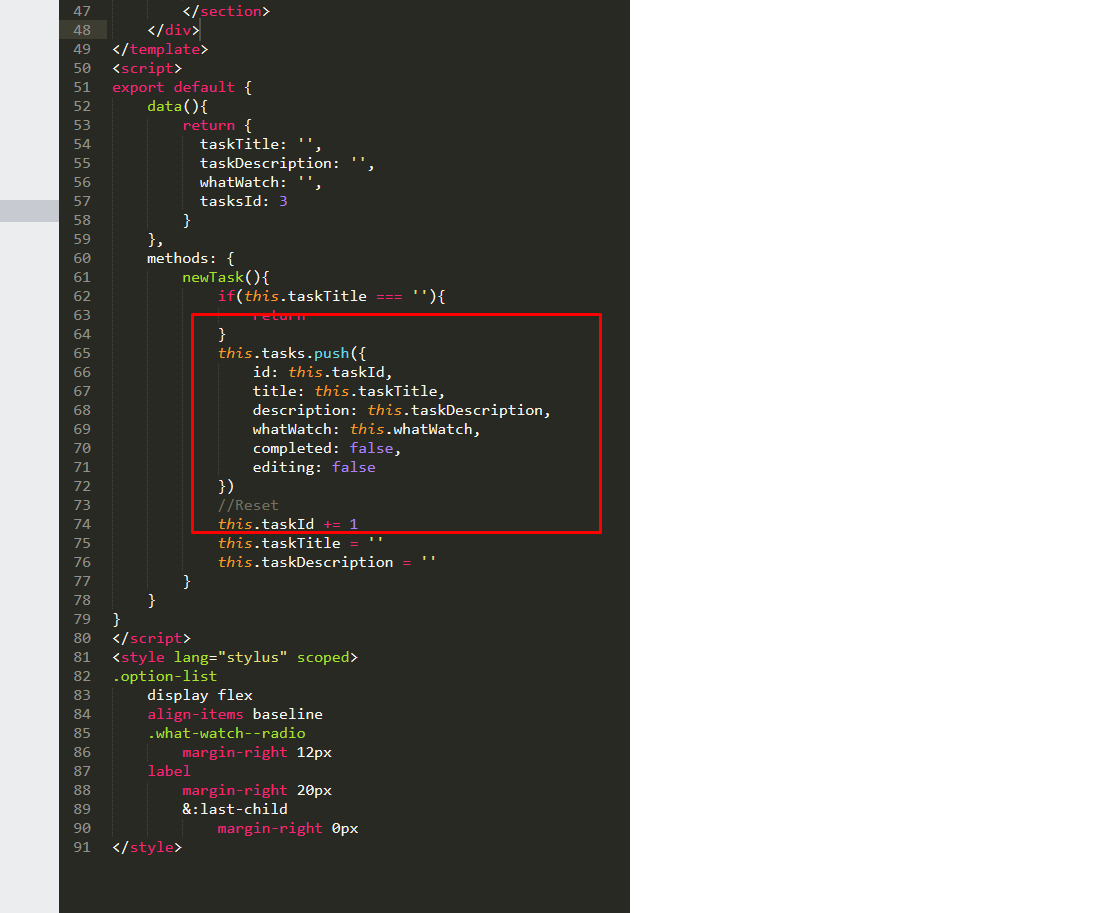 47 </section>
48 </div>
49 </template>
50 <script>
51 export default {
52 data(){
53 return {
54 taskTitle: '',
55 taskDescription: '',
56 whatWatch: '',
57 tasksId: 3
58 }
59 },
60 methods: {
61 newTask(){
62 if(this.taskTitle === ''){
63 return
64 }
65 this.tasks.push({
66 id: this.taskId,
67 title: this.taskTitle,
68 description: this.taskDescription,
69 whatWatch: this.whatWatch,
70 completed: false,
71 editing: false
72 })
73 //Reset
74 this.taskId += 1
75 this.taskTitle = ''
76 this.taskDescription = ''
77 }
78 }
79 }
80 </script>
81 <style lang="stylus" scoped>
82 .option-list
83 display flex
84 align-items baseline
85 .what-watch--radio
86 margin-right 12px
87 label
88 margin-right 20px
89 &:last-child
90 margin-right 0px
91 </style>